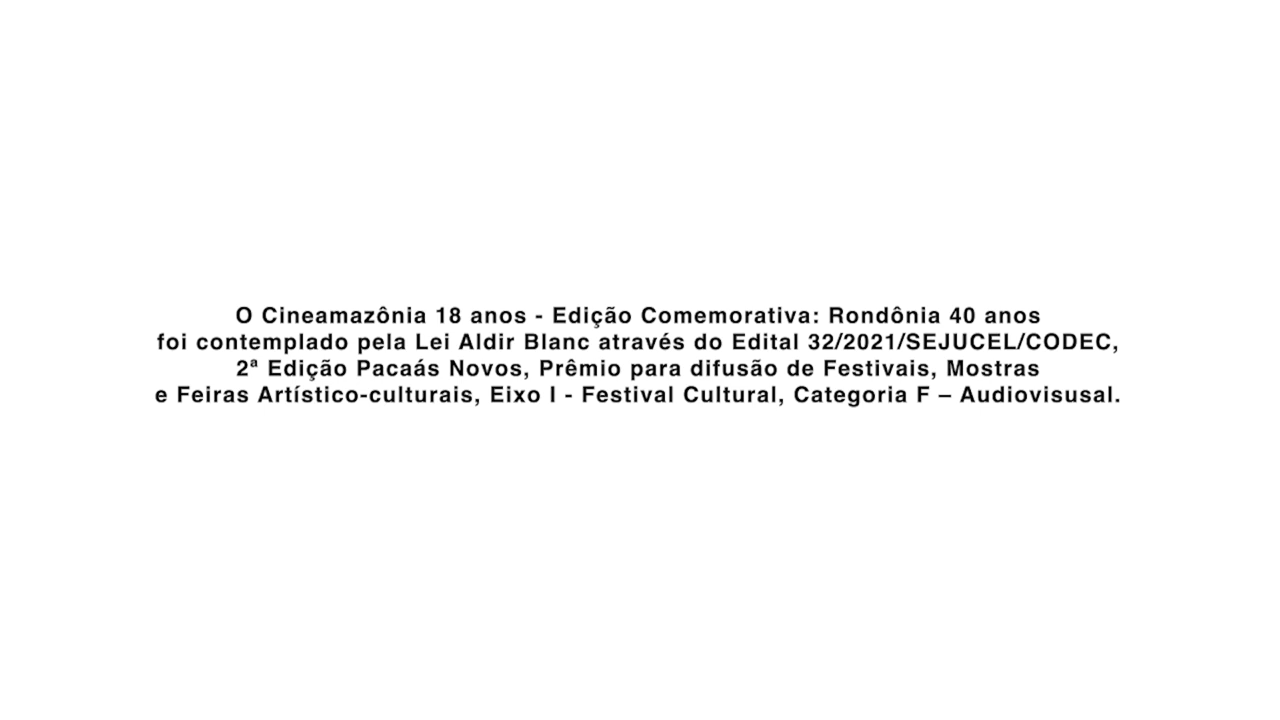 O Cineamazônia 18 anos - Edição Comemorativa: Rondônia 40 anos
foi contemplado pela Lei Aldir Blanc através do Edital 32/2021/SEJUCEL/CODEC,
2ª Edição Pacaás Novos, Prêmio para difusão de Festivais, Mostras
e Feiras Artístico-culturais, Eixo I - Festival Cultural, Categoria F – Audiovisusal.